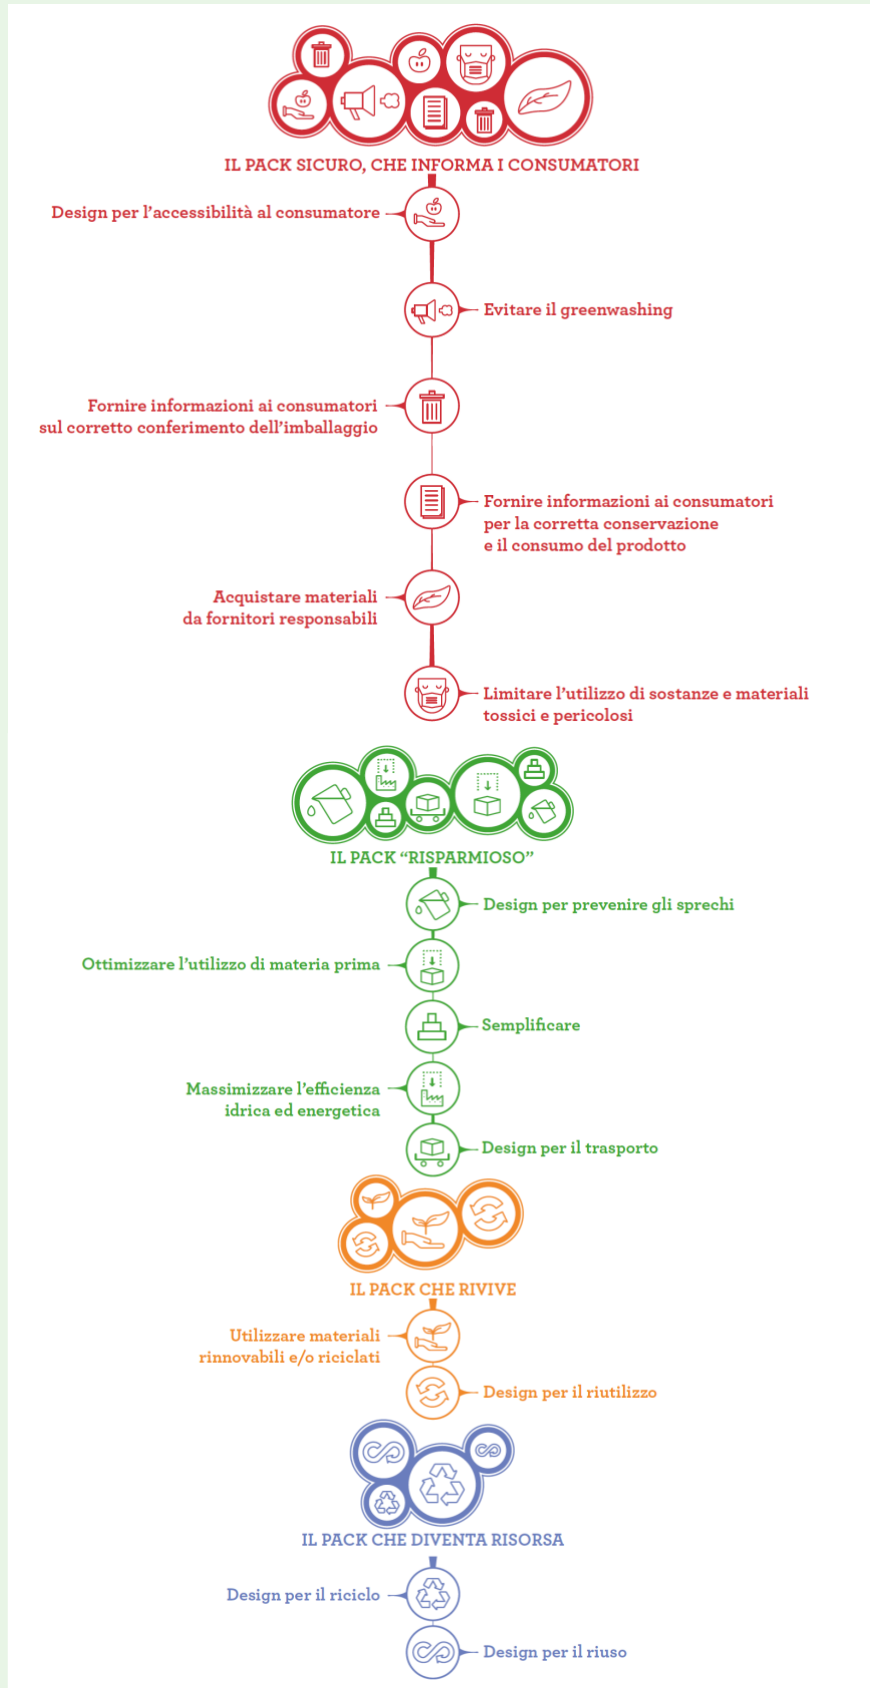 IL PACK SICURO, CHE INFORMA I CONSUMATORI
Design per l'accessibilità al consumatore
Evitare il greenwashing
Fornire informazioni ai consumatori
sul corretto conferimento dell'imballaggio
Fornire informazioni ai consumatori
per la corretta conservazione
e il consumo del prodotto
Acquistare materiali
da fornitori responsabili
Limitare l'utilizzo di sostanze e materiali
tossici e pericolosi
IL PACK “RISPARMIOSO”
Design per prevenire gli sprechi
Ottimizzare l'utilizzo di materia prima
Semplificare
Massimizzare l'efficienza
idrica ed energetica
Design per il trasporto
IL PACK CHE RIVIVE
Utilizzare materiali
rinnovabili e/o riciclati
Design per il riutilizzo
IL PACK CHE DIVENTA RISORSA
Design per il riciclo
Design per il riuso